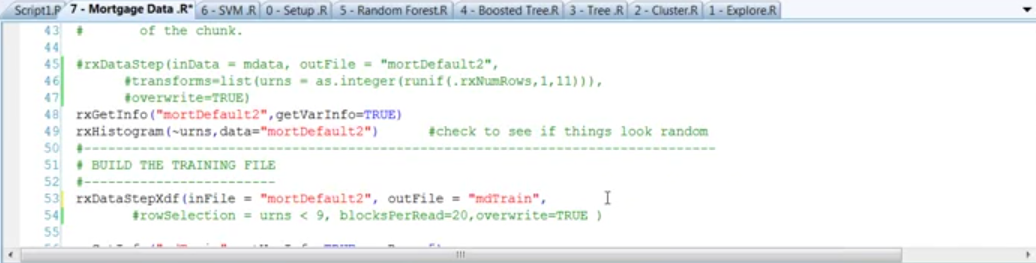 Script1.R 7 - Mortgage Data .R* 6 - SVM .R 0 - Setup .R 5 - Random Forest.R 4 - Boosted Tree.R 3 - Tree .R 2 - Cluster.R 1 - Explore.R
43 # of the chunk.
44
45 #rxDataStep(inData = mdata, outFile = "mortDefault2",
46 #transforms=list(urns = as.integer(runif(.rxNumRows,1,11))),
47 #overwrite=TRUE)
48 rxGetInfo("mortDefault2",getVarInfo=TRUE)
49 rxHistogram(~urns,data="mortDefault2") #check to see if things look random
50 #-------------------------------------------------------------------------------
51 # BUILD THE TRAINING FILE
52 #------------------------
53 rxDataStepXdf(inFile = "mortDefault2", outFile = "mdTrain",
54 #rowSelection = urns < 9, blocksPerRead=20,overwrite=TRUE )
55